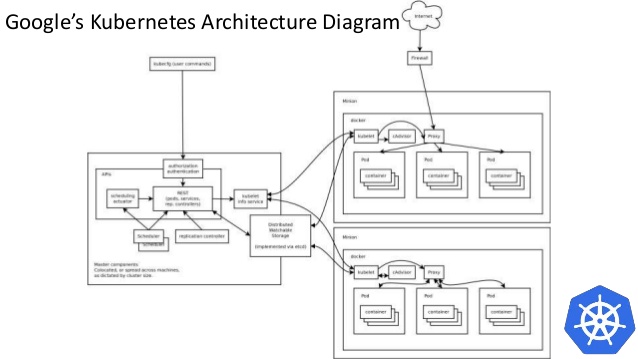 Google's Kubernetes Architecture Diagram
Internet
Firewall
kubecfg (user commands)
Minion
docker
kubelet
cAdvisor
Proxy
Pod
Pod
Pod
container
container
container
authorization
authentication
APIs
scheduling
actuator
REST
(pods, services,
rep. controllers)
kubelet
info service
Scheduler
Scheduler
replication controller
Distributed
Watchable
Storage
(implemented via etcd)
Master components
Colocated, or spread across machines,
as dictated by cluster size.
Minion
docker
kubelet
cAdvisor
Proxy
Pod
Pod
Pod
container
container
container